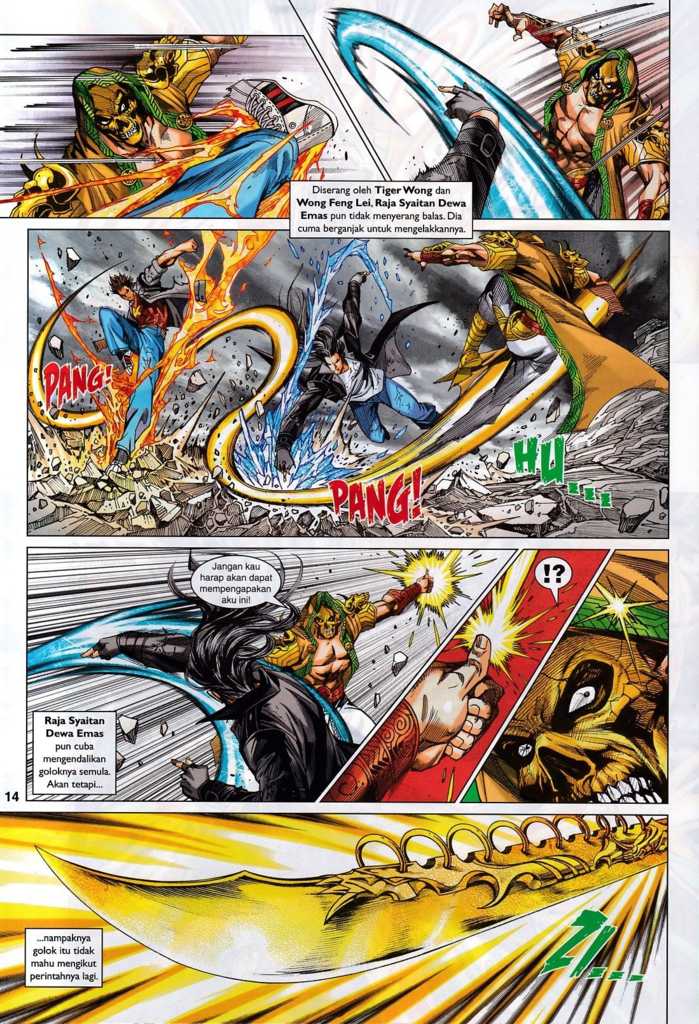 Diserang oleh Tiger Wong dan
Wong Feng Lei, Raja Syaitan Dewa
Emas pun tidak menyerang balas. Dia
cuma berganjak untuk mengelakkannya.
PANG!
PANG!
HU...
Jangan kau
harap akan dapat
mempengapakan
aku ini!
!?
Raja Syaitan
Dewa Emas
pun cuba
mengendalikan
goloknya semula.
Akan tetapi...
14
...nampaknya
golok itu tidak
mahu mengikut
perintahnya lagi.
ZI...